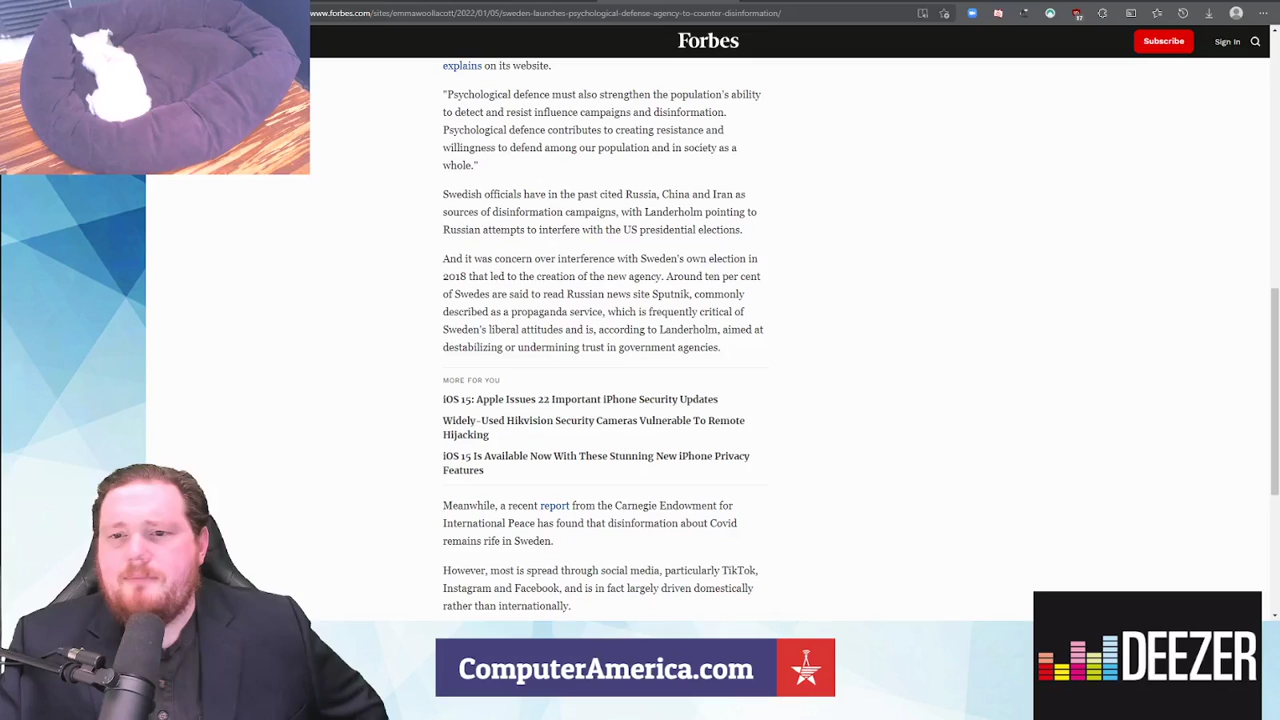 www.forbes.com/sites/emmawoollacott/2022/01/05/sweden-launches-psychological-defense-agency-to-counter-disinformation/
Forbes
Subscribe
Sign In
explains on its website.
"Psychological defence must also strengthen the population's ability
to detect and resist influence campaigns and disinformation.
Psychological defence contributes to creating resistance and
willingness to defend among our population and in society as a
whole."
Swedish officials have in the past cited Russia, China and Iran as
sources of disinformation campaigns, with Landerholm pointing to
Russian attempts to interfere with the US presidential elections.
And it was concern over interference with Sweden's own election in
2018 that led to the creation of the new agency. Around ten per cent
of Swedes are said to read Russian news site Sputnik, commonly
described as a propaganda service, which is frequently critical of
Sweden's liberal attitudes and is, according to Landerholm, aimed at
destabilizing or undermining trust in government agencies.
MORE FOR YOU
iOS 15: Apple Issues 22 Important iPhone Security Updates
Widely-Used Hikvision Security Cameras Vulnerable To Remote
Hijacking
iOS 15 Is Available Now With These Stunning New iPhone Privacy
Features
Meanwhile, a recent report from the Carnegie Endowment for
International Peace has found that disinformation about Covid
remains rife in Sweden.
However, most is spread through social media, particularly TikTok,
Instagram and Facebook, and is in fact largely driven domestically
rather than internationally.
ComputerAmerica.com
DEEZER